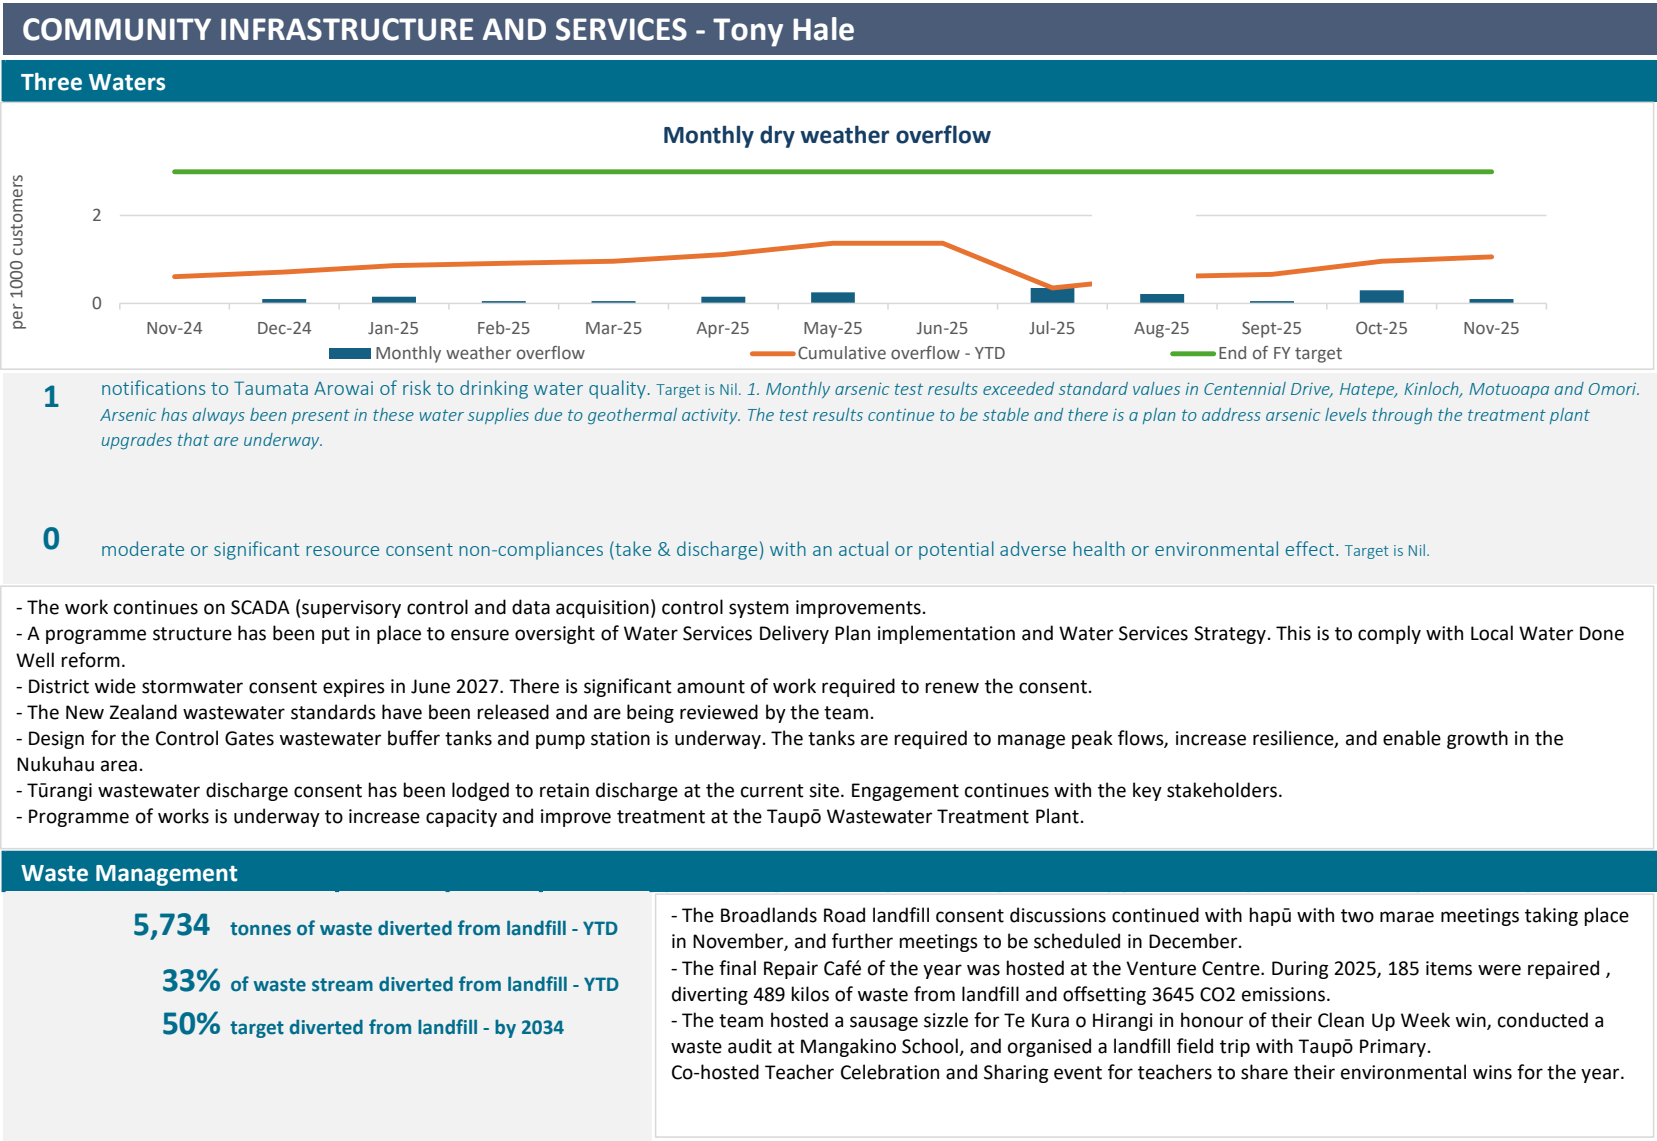 COMMUNITY INFRASTRUCTURE AND SERVICES - Tony Hale
Three Waters
Monthly dry weather overflow
per 1000 customers
2
0
Nov-24 Dec-24 Jan-25 Feb-25 Mar-25 Apr-25 May-25 Jun-25 Jul-25 Aug-25 Sept-25 Oct-25 Nov-25
Monthly weather overflow Cumulative overflow - YTD End of FY target
1 notifications to Taumata Arowai of risk to drinking water quality. Target is Nil. 1. Monthly arsenic test results exceeded standard values in Centennial Drive, Hatepe, Kinloch, Motuoapa and Omori.
Arsenic has always been present in these water supplies due to geothermal activity. The test results continue to be stable and there is a plan to address arsenic levels through the treatment plant
upgrades that are underway.
0 moderate or significant resource consent non-compliances (take & discharge) with an actual or potential adverse health or environmental effect. Target is Nil.
- The work continues on SCADA (supervisory control and data acquisition) control system improvements.
- A programme structure has been put in place to ensure oversight of Water Services Delivery Plan implementation and Water Services Strategy. This is to comply with Local Water Done
Well reform.
- District wide stormwater consent expires in June 2027. There is significant amount of work required to renew the consent.
- The New Zealand wastewater standards have been released and are being reviewed by the team.
- Design for the Control Gates wastewater buffer tanks and pump station is underway. The tanks are required to manage peak flows, increase resilience, and enable growth in the
Nukuhau area.
- Tūrangi wastewater discharge consent has been lodged to retain discharge at the current site. Engagement continues with the key stakeholders.
- Programme of works is underway to increase capacity and improve treatment at the Taupō Wastewater Treatment Plant.
Waste Management
5,734 tonnes of waste diverted from landfill - YTD
33% of waste stream diverted from landfill - YTD
50% target diverted from landfill - by 2034
- The Broadlands Road landfill consent discussions continued with hapū with two marae meetings taking place
in November, and further meetings to be scheduled in December.
- The final Repair Café of the year was hosted at the Venture Centre. During 2025, 185 items were repaired ,
diverting 489 kilos of waste from landfill and offsetting 3645 CO2 emissions.
- The team hosted a sausage sizzle for Te Kura o Hirangi in honour of their Clean Up Week win, conducted a
waste audit at Mangakino School, and organised a landfill field trip with Taupō Primary.
Co-hosted Teacher Celebration and Sharing event for teachers to share their environmental wins for the year.